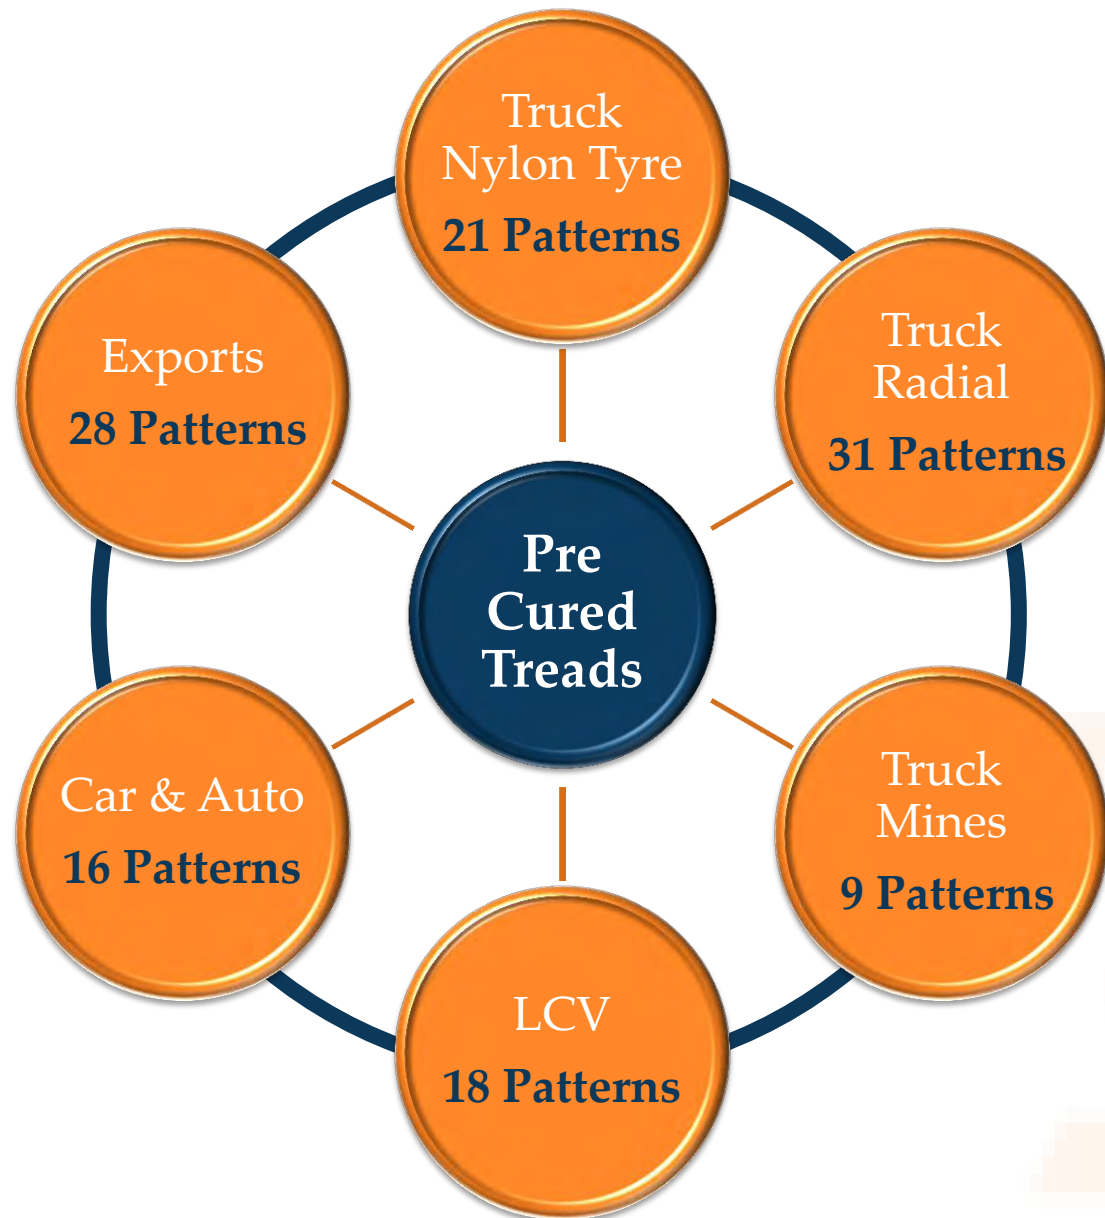 Truck
Nylon Tyre
21 Patterns
Truck
Radial
31 Patterns
Exports
28 Patterns
Pre
Cured
Treads
Car & Auto
16 Patterns
Truck
Mines
9 Patterns
LCV
18 Patterns